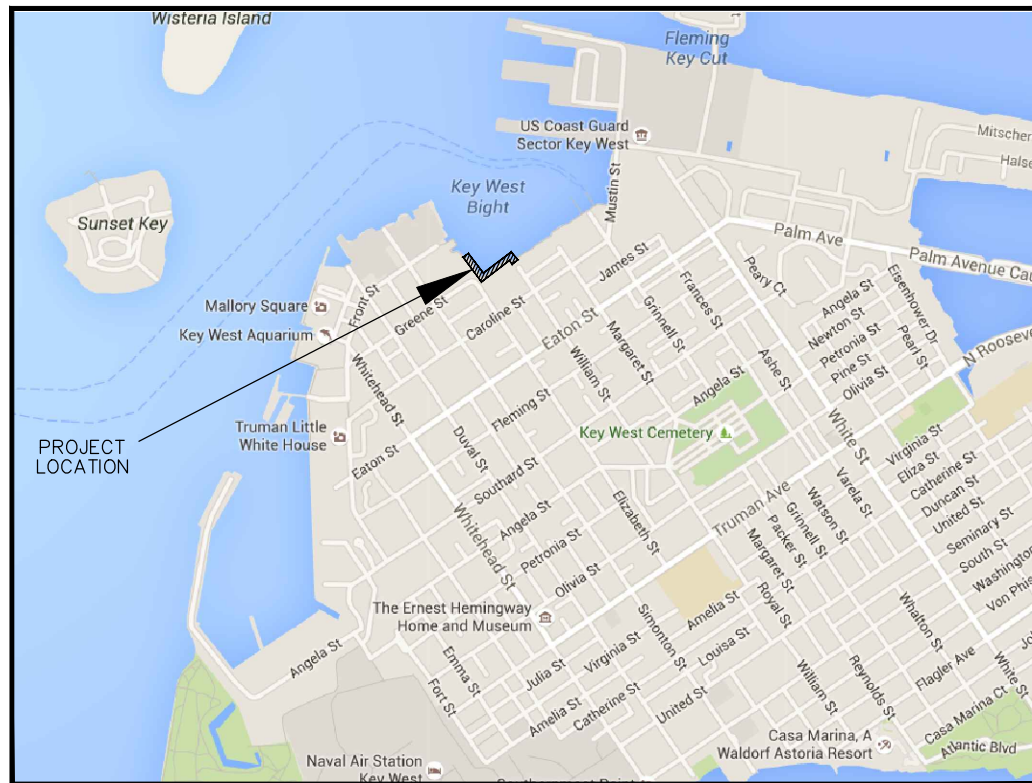 Wisteria Island
Fleming
Key Cut
US Coast Guard
Sector Key West
Mitscher
Mustin St
Key West
Bight
Sunset Key
Palm Ave
Palm Avenue Cau
James St
Peary Ct
Frances St
Eisenhower Dr
Angela St
Mallory Square
Front St
Greene St
Caroline St
Eaton St
Grinnell St
Newton St
Key West Aquarium
Margaret St
Petronia St
Pearl St
N Roosev
Pine St
Ashe St
Olivia St
Whitehead St
William St
Angela St
Fleming St
Truman Little
White House
Duval St
Key West Cemetery
White St
Virginia St
PROJECT
LOCATION
Eaton St
Southard St
Eliza St
Catherine St
Varela St
Duncan St
Elizabeth St
Truman Ave
Watson St
United St
Whitehead St
Angela St
Grinnell St
Seminary St
Petronia St
Packer St
South St
Margaret St
Washington
Olivia St
Von Phis
The Ernest Hemingway
Home and Museum
Amelia St
Royal St
Simonton St
Whalton St
Angela St
Virginia St
Louisa St
Emma St
Julia St
Flagler Ave
White St
Fort St
Reynolds St
United St
William St
Amelia St
Catherine St
Casa Marina Ct
Casa Marina, A
Waldorf Astoria Resort
Atlantic Blvd
Naval Air Station
Key West